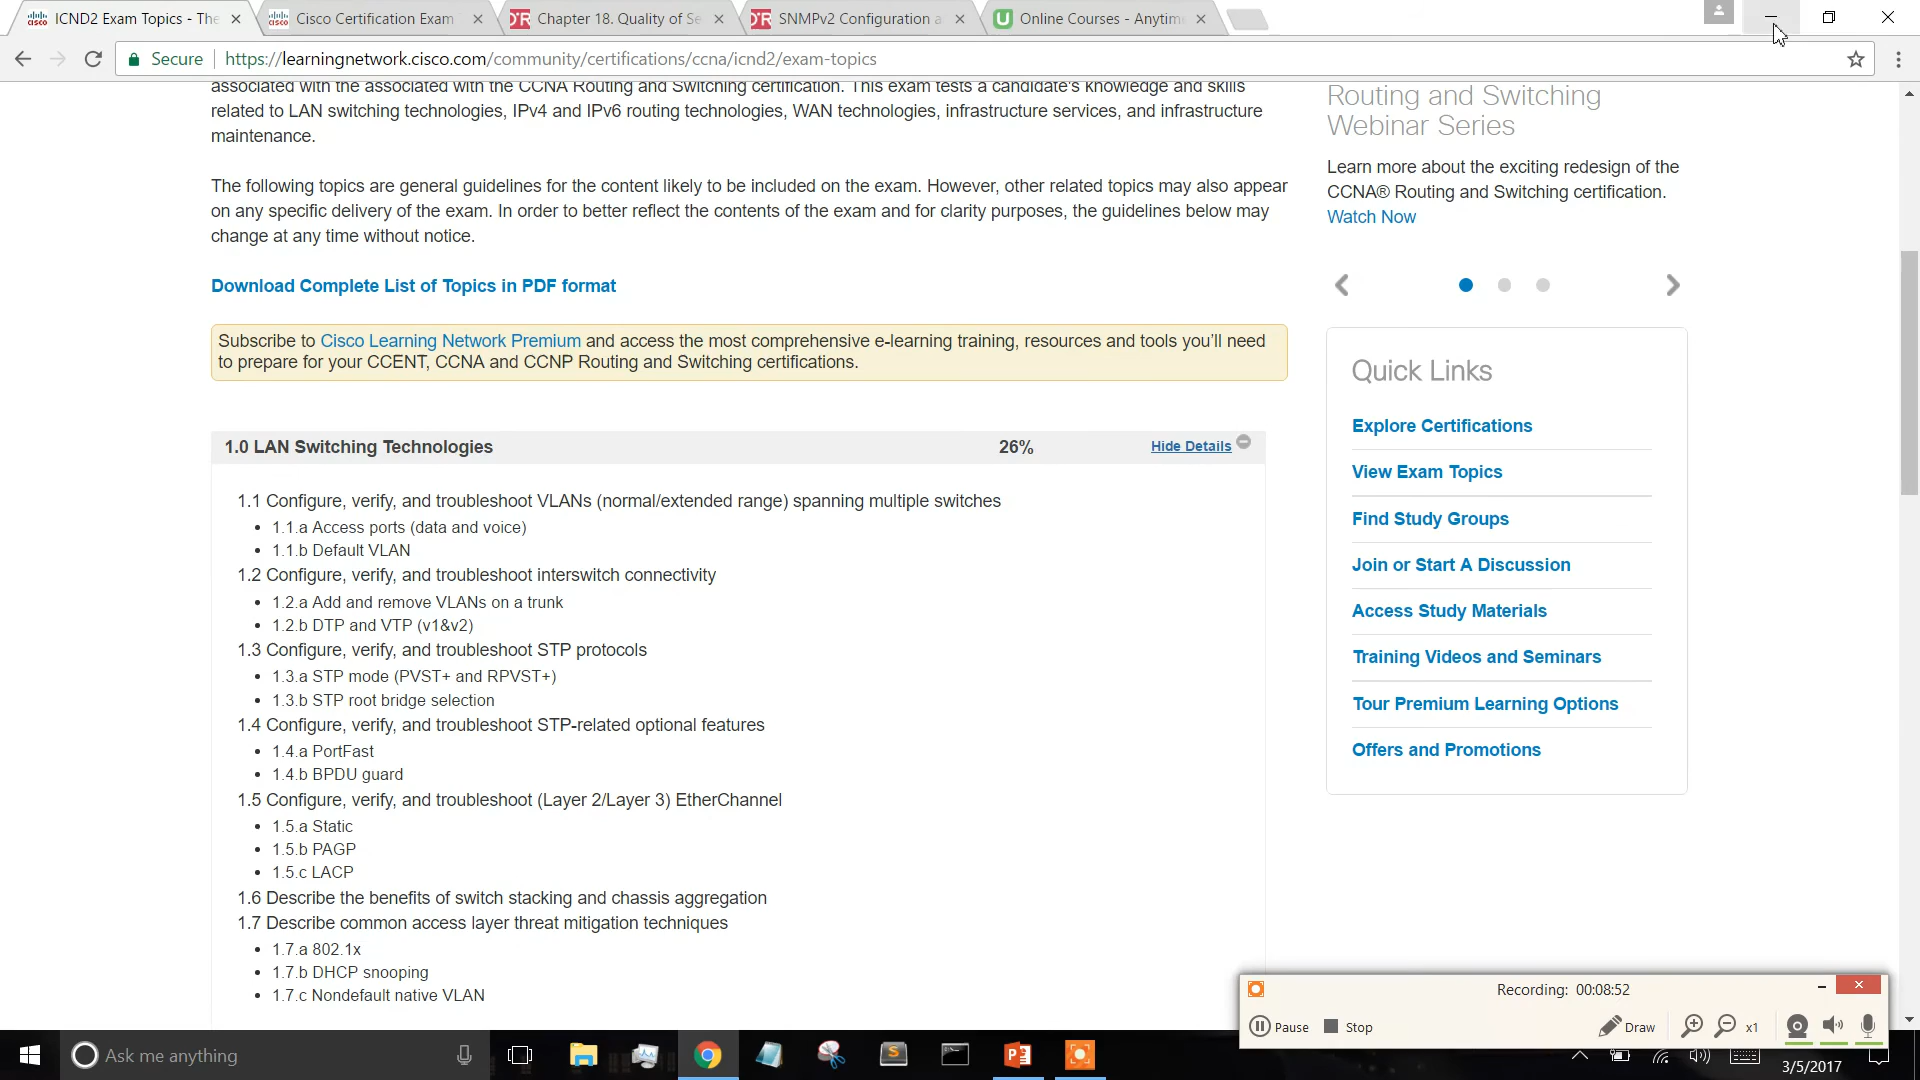 ICND2 Exam Topics - The
Cisco Certification Exam
Chapter 18. Quality of Se
SNMPv2 Configuration a
Online Courses - Anytim
Secure
https://learningnetwork.cisco.com/community/certifications/ccna/icnd2/exam-topics
associated with the associated with the CCNA Routing and Switching certification. This exam tests a candidate's knowledge and skills
related to LAN switching technologies, IPv4 and IPv6 routing technologies, WAN technologies, infrastructure services, and infrastructure
maintenance.
The following topics are general guidelines for the content likely to be included on the exam. However, other related topics may also appear
on any specific delivery of the exam. In order to better reflect the contents of the exam and for clarity purposes, the guidelines below may
change at any time without notice.
Download Complete List of Topics in PDF format
Subscribe to Cisco Learning Network Premium and access the most comprehensive e-learning training, resources and tools you'll need
to prepare for your CCENT, CCNA and CCNP Routing and Switching certifications.
1.0 LAN Switching Technologies 26% Hide Details
1.1 Configure, verify, and troubleshoot VLANs (normal/extended range) spanning multiple switches
• 1.1.a Access ports (data and voice)
• 1.1.b Default VLAN
1.2 Configure, verify, and troubleshoot interswitch connectivity
• 1.2.a Add and remove VLANs on a trunk
• 1.2.b DTP and VTP (v1&v2)
1.3 Configure, verify, and troubleshoot STP protocols
• 1.3.a STP mode (PVST+ and RPVST+)
• 1.3.b STP root bridge selection
1.4 Configure, verify, and troubleshoot STP-related optional features
• 1.4.a PortFast
• 1.4.b BPDU guard
1.5 Configure, verify, and troubleshoot (Layer 2/Layer 3) EtherChannel
• 1.5.a Static
• 1.5.b PAGP
• 1.5.c LACP
1.6 Describe the benefits of switch stacking and chassis aggregation
1.7 Describe common access layer threat mitigation techniques
• 1.7.a 802.1x
• 1.7.b DHCP snooping
• 1.7.c Nondefault native VLAN
Routing and Switching
Webinar Series
Learn more about the exciting redesign of the
CCNA® Routing and Switching certification.
Watch Now
Quick Links
Explore Certifications
View Exam Topics
Find Study Groups
Join or Start A Discussion
Access Study Materials
Training Videos and Seminars
Tour Premium Learning Options
Offers and Promotions
Recording: 00:08:52
Pause Stop Draw x1
Ask me anything
3/5/2017